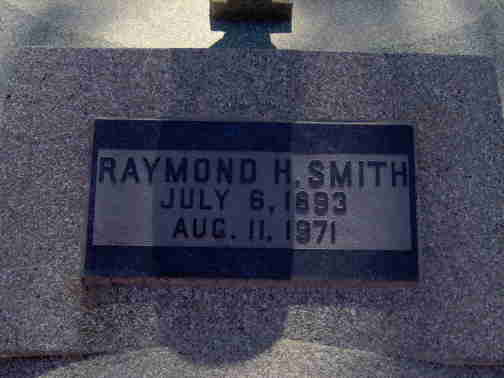 RAYMOND H. SMITH
JULY 6, 1893
AUG. 11, 1971